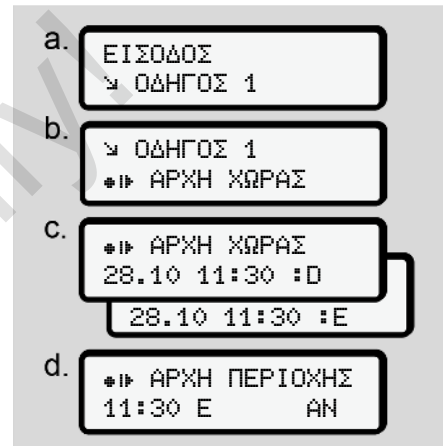 a.
ΕΙΣΟΔΟΣ
↘ ΟΔΗΓΟΣ 1
b.
↘ ΟΔΗΓΟΣ 1
●ı▶ ΑΡΧΗ ΧΩΡΑΣ
c.
●ı▶ ΑΡΧΗ ΧΩΡΑΣ
28.10 11:30 :D
28.10 11:30 :E
d.
●ı▶ ΑΡΧΗ ΠΕΡΙΟΧΗΣ
11:30 E AN